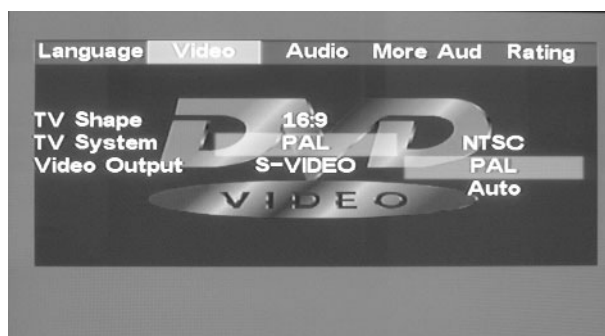 Language Video Audio More Aud Rating
TV Shape 16:9
TV System PAL NTSC
Video Output S-VIDEO PAL
Auto
DVD
VIDEO